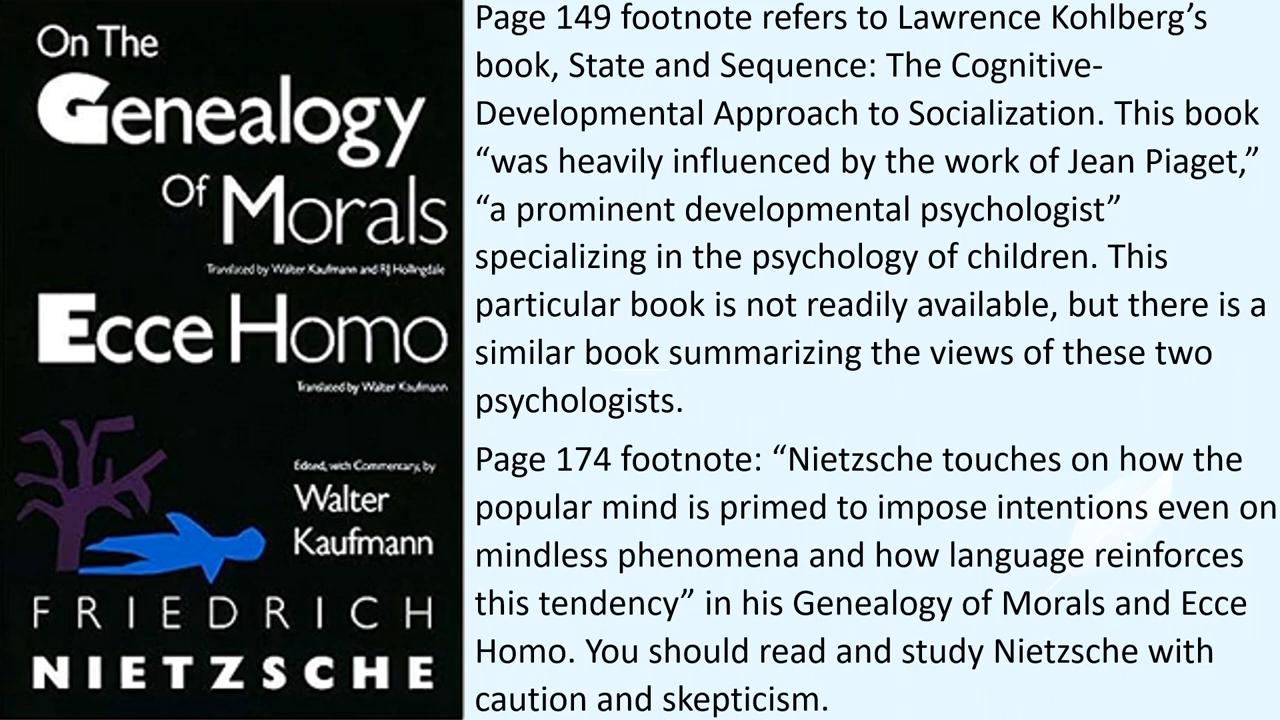 On The
Genealogy
Of Morals
Translated by Walter Kaufmann and RJ Hollingdale
Ecce Homo
Translated by Walter Kaufmann
Edited, with Commentary, by
Walter
Kaufmann
FRIEDRICH
NIETZSCHE
Page 149 footnote refers to Lawrence Kohlberg’s
book, State and Sequence: The Cognitive-
Developmental Approach to Socialization. This book
“was heavily influenced by the work of Jean Piaget,”
“a prominent developmental psychologist”
specializing in the psychology of children. This
particular book is not readily available, but there is a
similar book summarizing the views of these two
psychologists.
Page 174 footnote: “Nietzsche touches on how the
popular mind is primed to impose intentions even on
mindless phenomena and how language reinforces
this tendency” in his Genealogy of Morals and Ecce
Homo. You should read and study Nietzsche with
caution and skepticism.